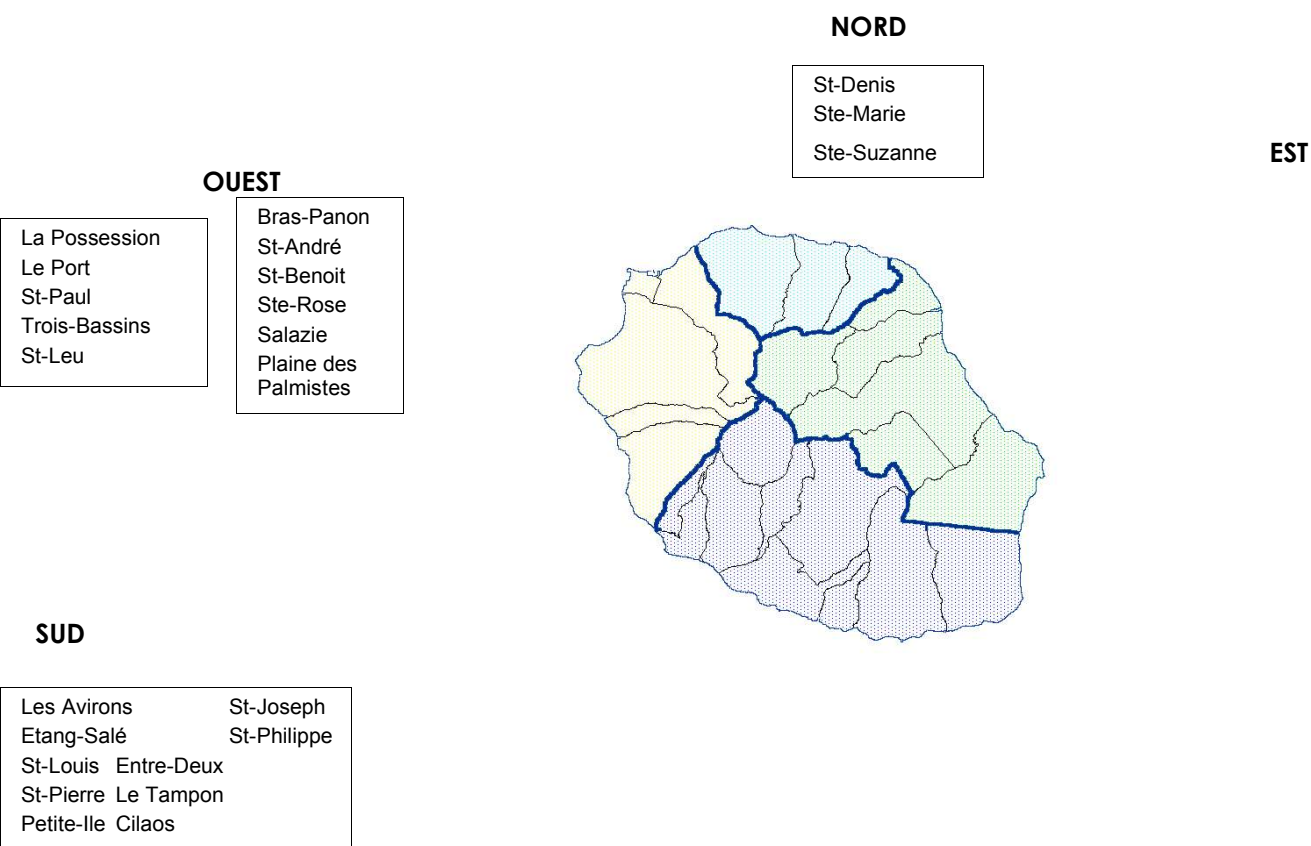 NORD
St-Denis
Ste-Marie
Ste-Suzanne
EST
OUEST
La Possession
Le Port
St-Paul
Trois-Bassins
St-Leu
Bras-Panon
St-André
St-Benoit
Ste-Rose
Salazie
Plaine des
Palmistes
SUD
Les Avirons St-Joseph
Etang-Salé St-Philippe
St-Louis Entre-Deux
St-Pierre Le Tampon
Petite-Ile Cilaos